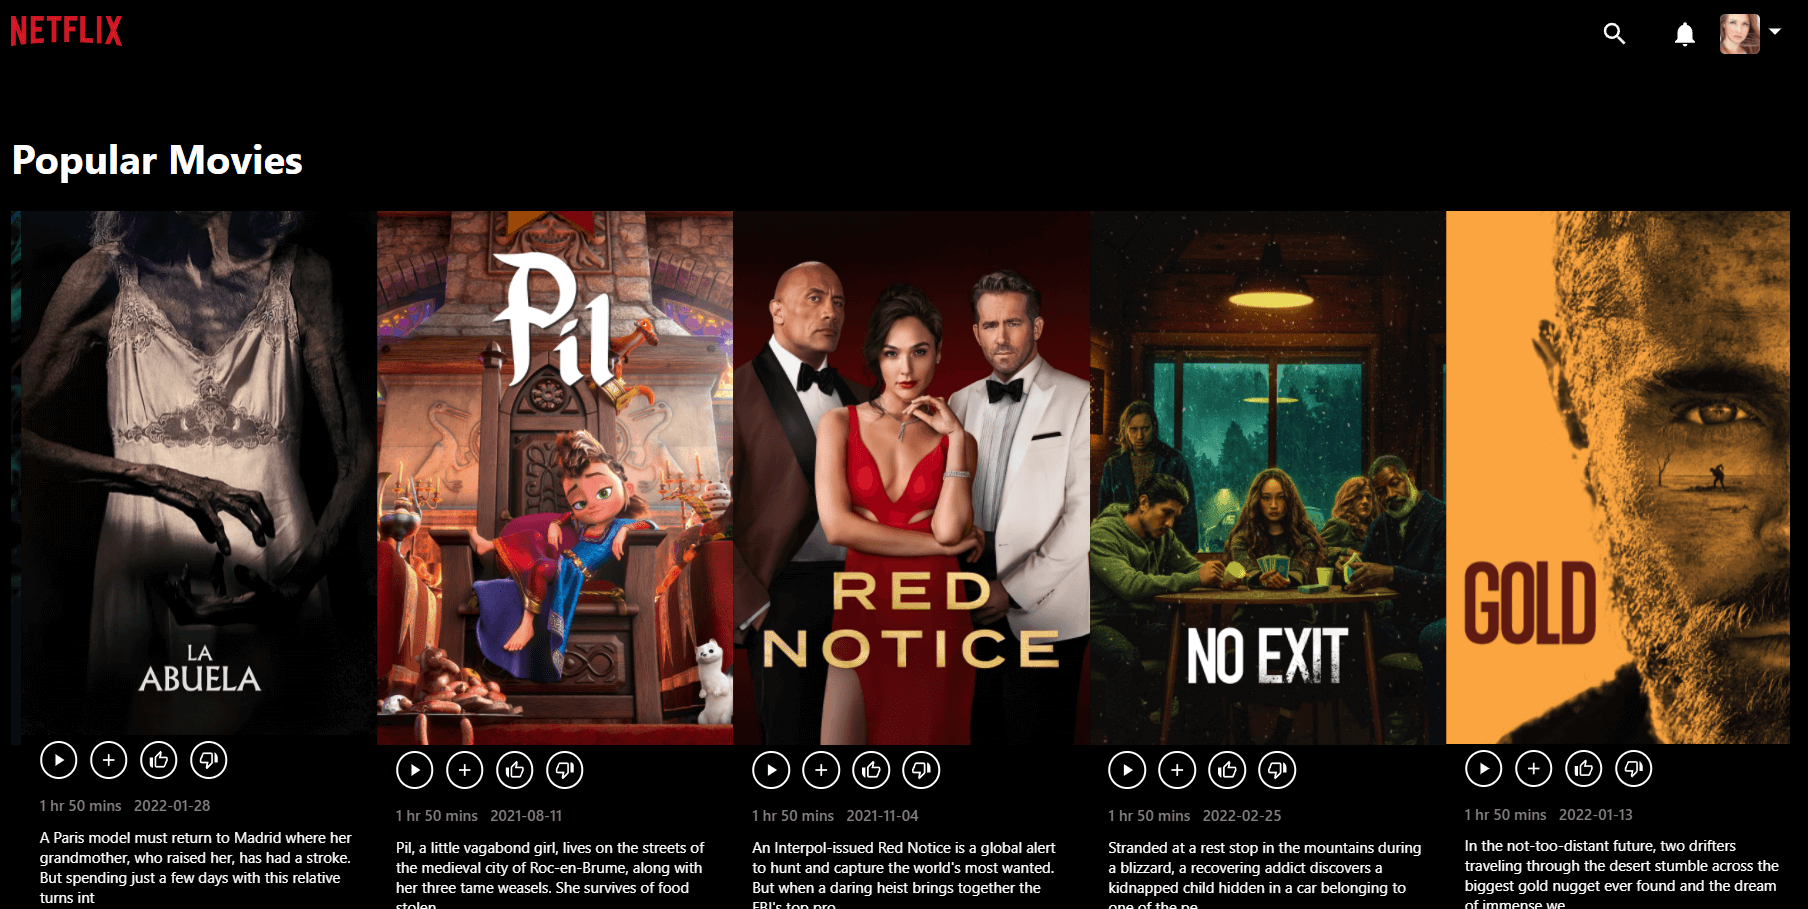 NETFLIX
Popular Movies
LA
ABUELA
Pil
RED
NOTICE
NO EXIT
GOLD
1 hr 50 mins 2022-01-28
A Paris model must return to Madrid where her
grandmother, who raised her, has had a stroke.
But spending just a few days with this relative
turns int
1 hr 50 mins 2021-08-11
Pil, a little vagabond girl, lives on the streets of
the medieval city of Roc-en-Brume, along with
her three tame weasels. She survives of food
stolen
1 hr 50 mins 2021-11-04
An Interpol-issued Red Notice is a global alert
to hunt and capture the world's most wanted.
But when a daring heist brings together the
FBI's top pro
1 hr 50 mins 2022-02-25
Stranded at a rest stop in the mountains during
a blizzard, a recovering addict discovers a
kidnapped child hidden in a car belonging to
one of the pe
1 hr 50 mins 2022-01-13
In the not-too-distant future, two drifters
traveling through the desert stumble across the
biggest gold nugget ever found and the dream
of immense we